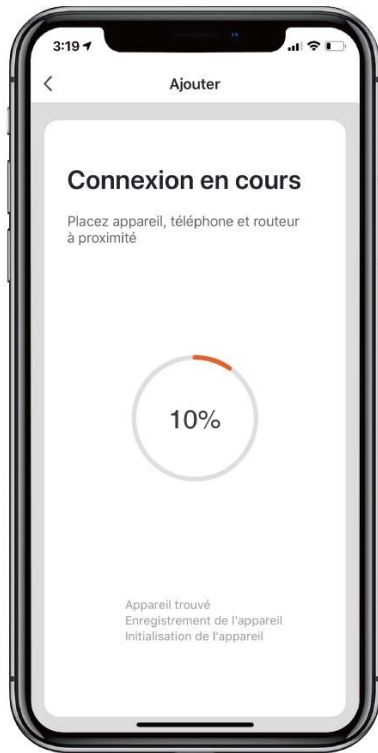 3:19
Ajouter
Connexion en cours
Placez appareil, téléphone et routeur
à proximité
10%
Appareil trouvé
Enregistrement de l'appareil
Initialisation de l'appareil